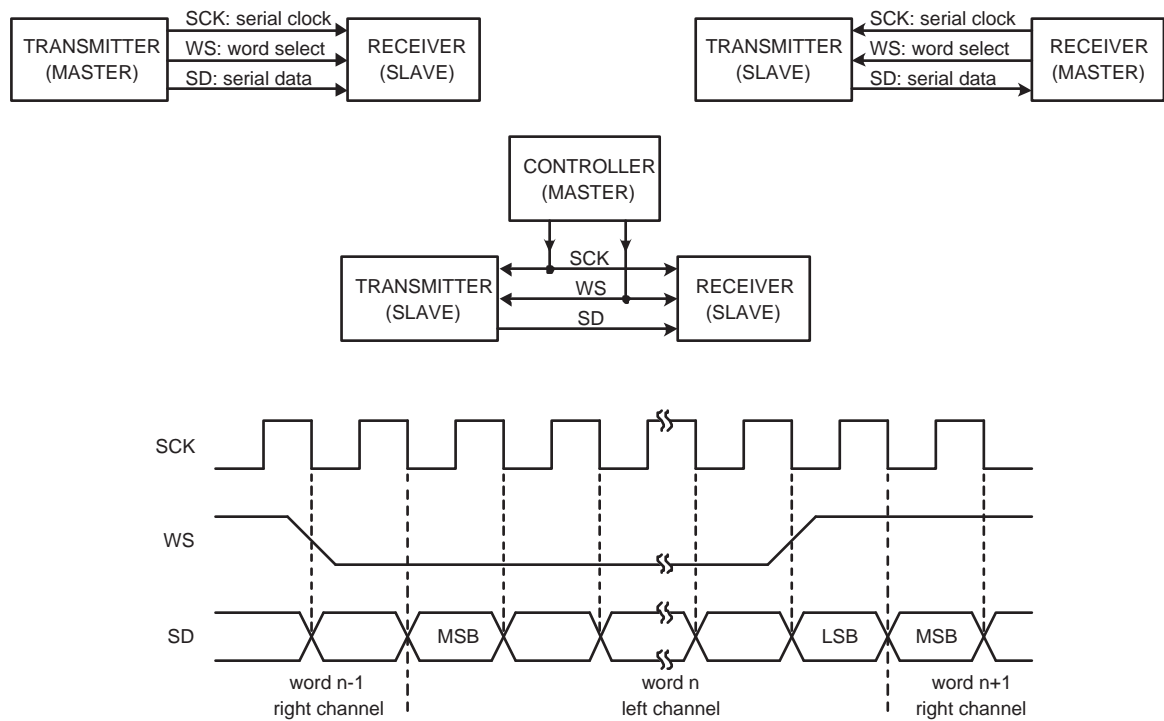 TRANSMITTER
(MASTER)
SCK: serial clock
WS: word select
SD: serial data
RECEIVER
(SLAVE)
TRANSMITTER
(SLAVE)
SCK: serial clock
WS: word select
SD: serial data
RECEIVER
(MASTER)
CONTROLLER
(MASTER)
TRANSMITTER
(SLAVE)
SCK
WS
SD
RECEIVER
(SLAVE)
SCK
WS
SD
MSB
LSB
MSB
word n-1
right channel
word n
left channel
word n+1
right channel